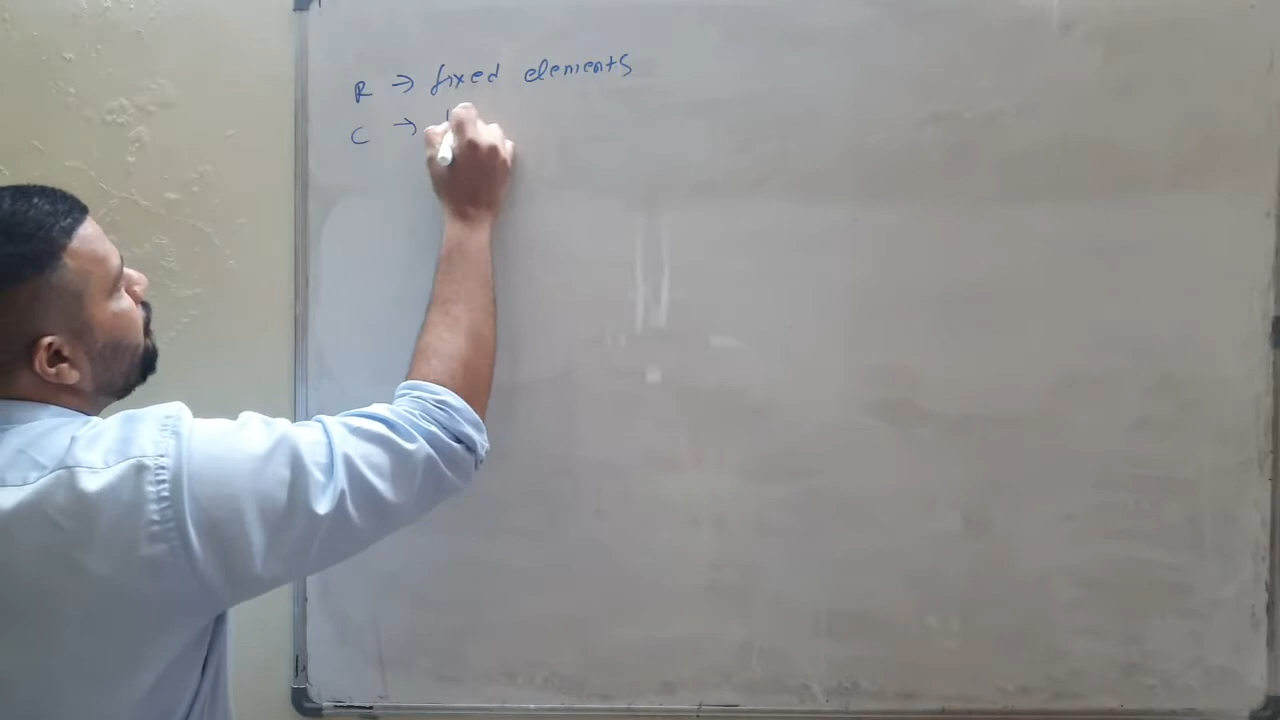 R → fixed elements
C →